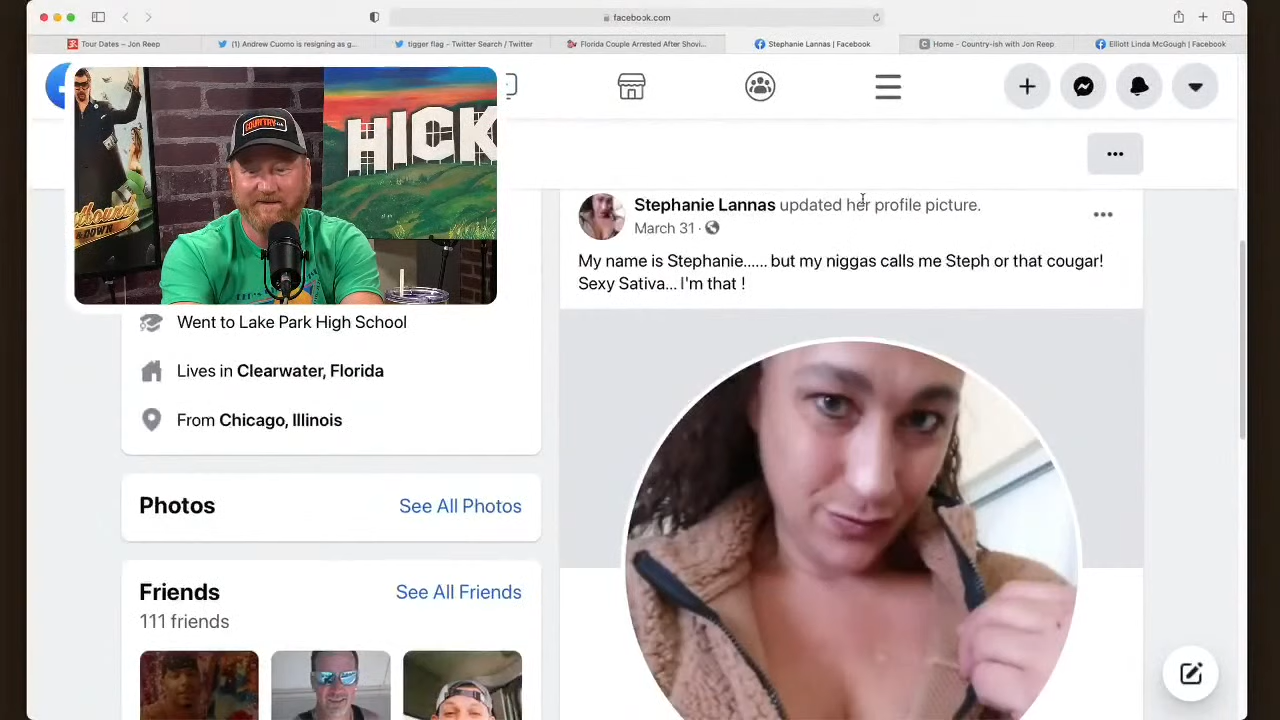 facebook.com
Tour Dates – Jon Reep
(1) Andrew Cuomo is resigning as g...
tigger flag - Twitter Search / Twitter
Florida Couple Arrested After Shovi...
Stephanie Lannas | Facebook
Home - Country-ish with Jon Reep
Elliott Linda McGough | Facebook
COUNTRY
HICK
DOWN
Stephanie Lannas updated her profile picture.
March 31
My name is Stephanie...... but my niggas calls me Steph or that cougar!
Sexy Sativa... I'm that !
Went to Lake Park High School
Lives in Clearwater, Florida
From Chicago, Illinois
Photos
See All Photos
Friends
See All Friends
111 friends